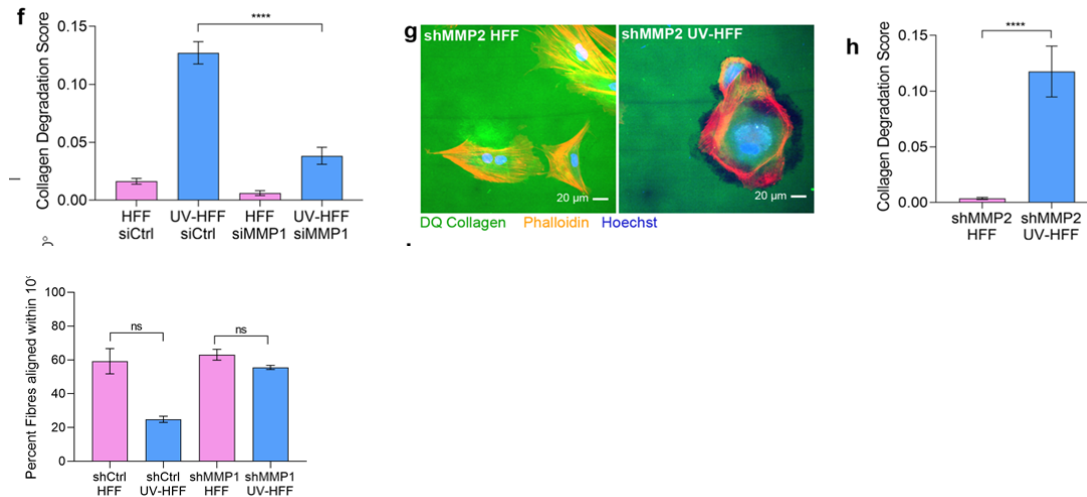 f
Collagen Degradation Score
0.15
0.10
0.05
0.00
****
HFF siCtrl
UV-HFF siCtrl
HFF siMMP1
UV-HFF siMMP1
g
shMMP2 HFF
shMMP2 UV-HFF
20 µm
20 µm
DQ Collagen Phalloidin Hoechst
h
Collagen Degradation Score
0.15
0.10
0.05
0.00
****
shMMP2 HFF
shMMP2 UV-HFF
Percent Fibres aligned within 10°
100
80
60
40
20
0
ns
ns
shCtrl HFF
shCtrl UV-HFF
shMMP1 HFF
shMMP1 UV-HFF